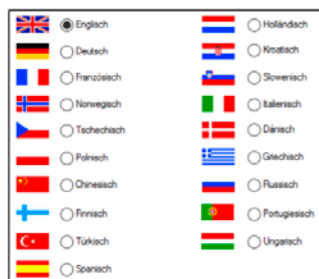 Englisch
Deutsch
Französisch
Norwegisch
Tschechisch
Polnisch
Chinesisch
Finnisch
Türkisch
Spanisch
Holländisch
Kroatisch
Slowenisch
Italienisch
Dänisch
Griechisch
Russisch
Portugiesisch
Ungarisch